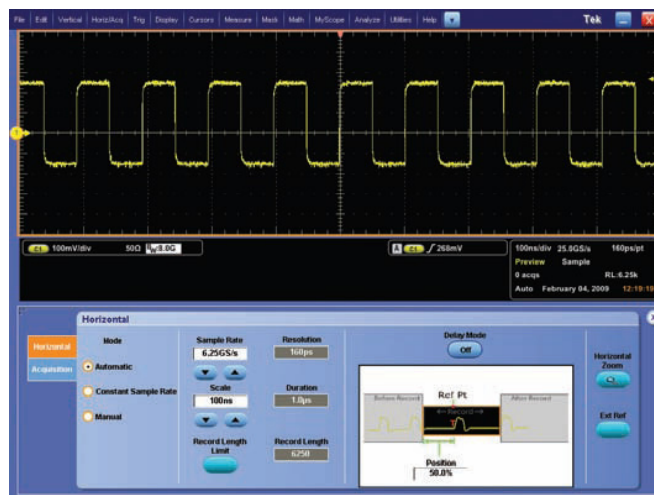 File Edit Vertical Horiz/Acq Trig Display Cursors Measure Mask Math MyScope Analyze Utilities Help Tek
C1 100mV/div 50Ω BW:8.0G
A C1 268mV
100ns/div 25.0GS/s 160ps/pt
Preview Sample
0 acqs RL:6.25k
Auto February 04, 2009 12:19:19
Horizontal
Horizontal
Acquisition
Mode
Automatic
Constant Sample Rate
Manual
Sample Rate
6.25GS/s
Scale
100ns
Record Length
Limit
Resolution
160ps
Duration
1.0μs
Record Length
6250
Delay Mode
Off
Before Record
Ref Pt
Record
After Record
Position
50.0%
Horizontal
Zoom
Ext Ref